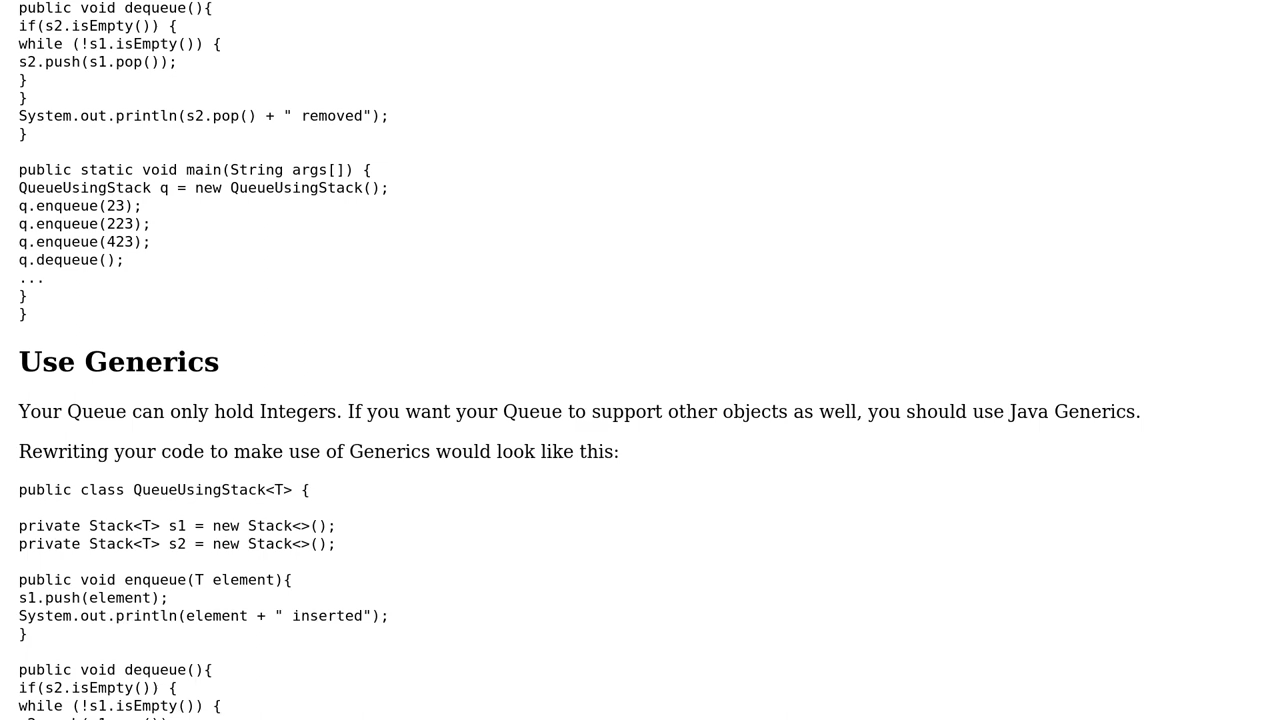 public void dequeue(){
if(s2.isEmpty()) {
while (!s1.isEmpty()) {
s2.push(s1.pop());
}
}
System.out.println(s2.pop() + " removed");
}
public static void main(String args[]) {
QueueUsingStack q = new QueueUsingStack();
q.enqueue(23);
q.enqueue(223);
q.enqueue(423);
q.dequeue();
...
}
}
Use Generics
Your Queue can only hold Integers. If you want your Queue to support other objects as well, you should use Java Generics.
Rewriting your code to make use of Generics would look like this:
public class QueueUsingStack<T> {
private Stack<T> s1 = new Stack<>();
private Stack<T> s2 = new Stack<>();
public void enqueue(T element){
s1.push(element);
System.out.println(element + " inserted");
}
public void dequeue(){
if(s2.isEmpty()) {
while (!s1.isEmpty()) {